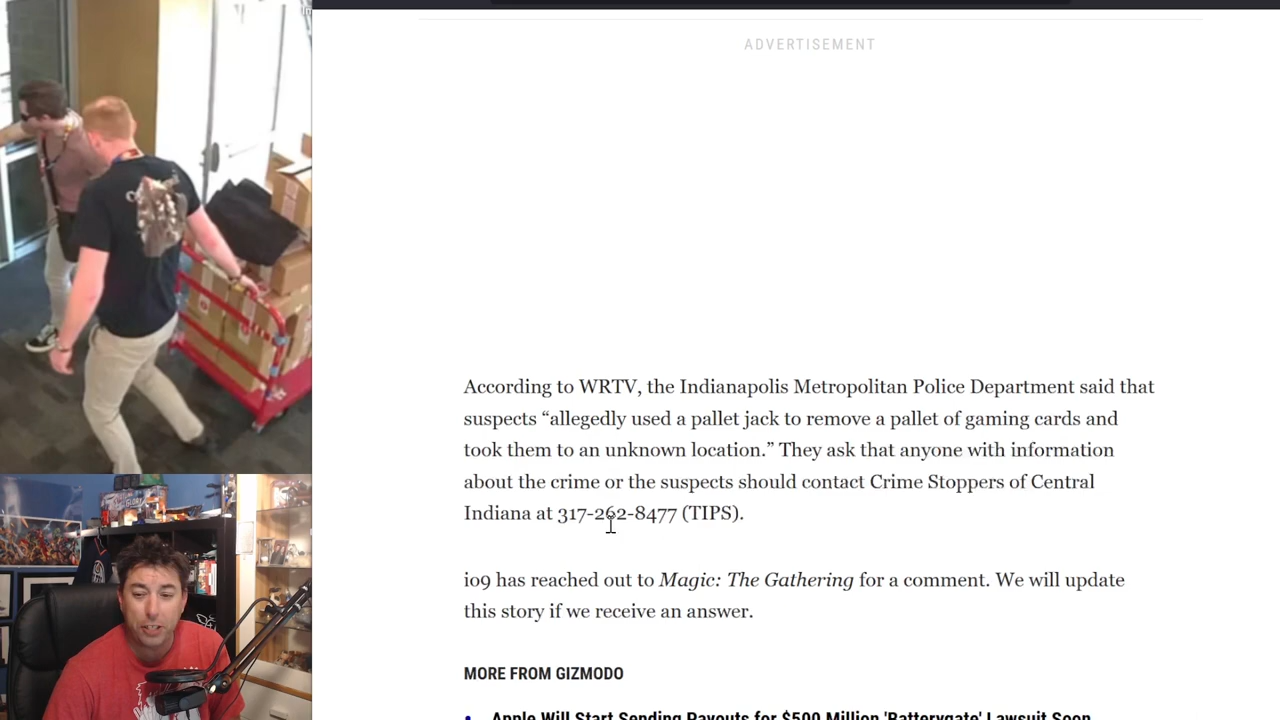 ADVERTISEMENT
According to WRTV, the Indianapolis Metropolitan Police Department said that
suspects “allegedly used a pallet jack to remove a pallet of gaming cards and
took them to an unknown location.” They ask that anyone with information
about the crime or the suspects should contact Crime Stoppers of Central
Indiana at 317-262-8477 (TIPS).
io9 has reached out to Magic: The Gathering for a comment. We will update
this story if we receive an answer.
MORE FROM GIZMODO
• Apple Will Start Sending Payouts for $500 Million 'Batterygate' Lawsuit Soon